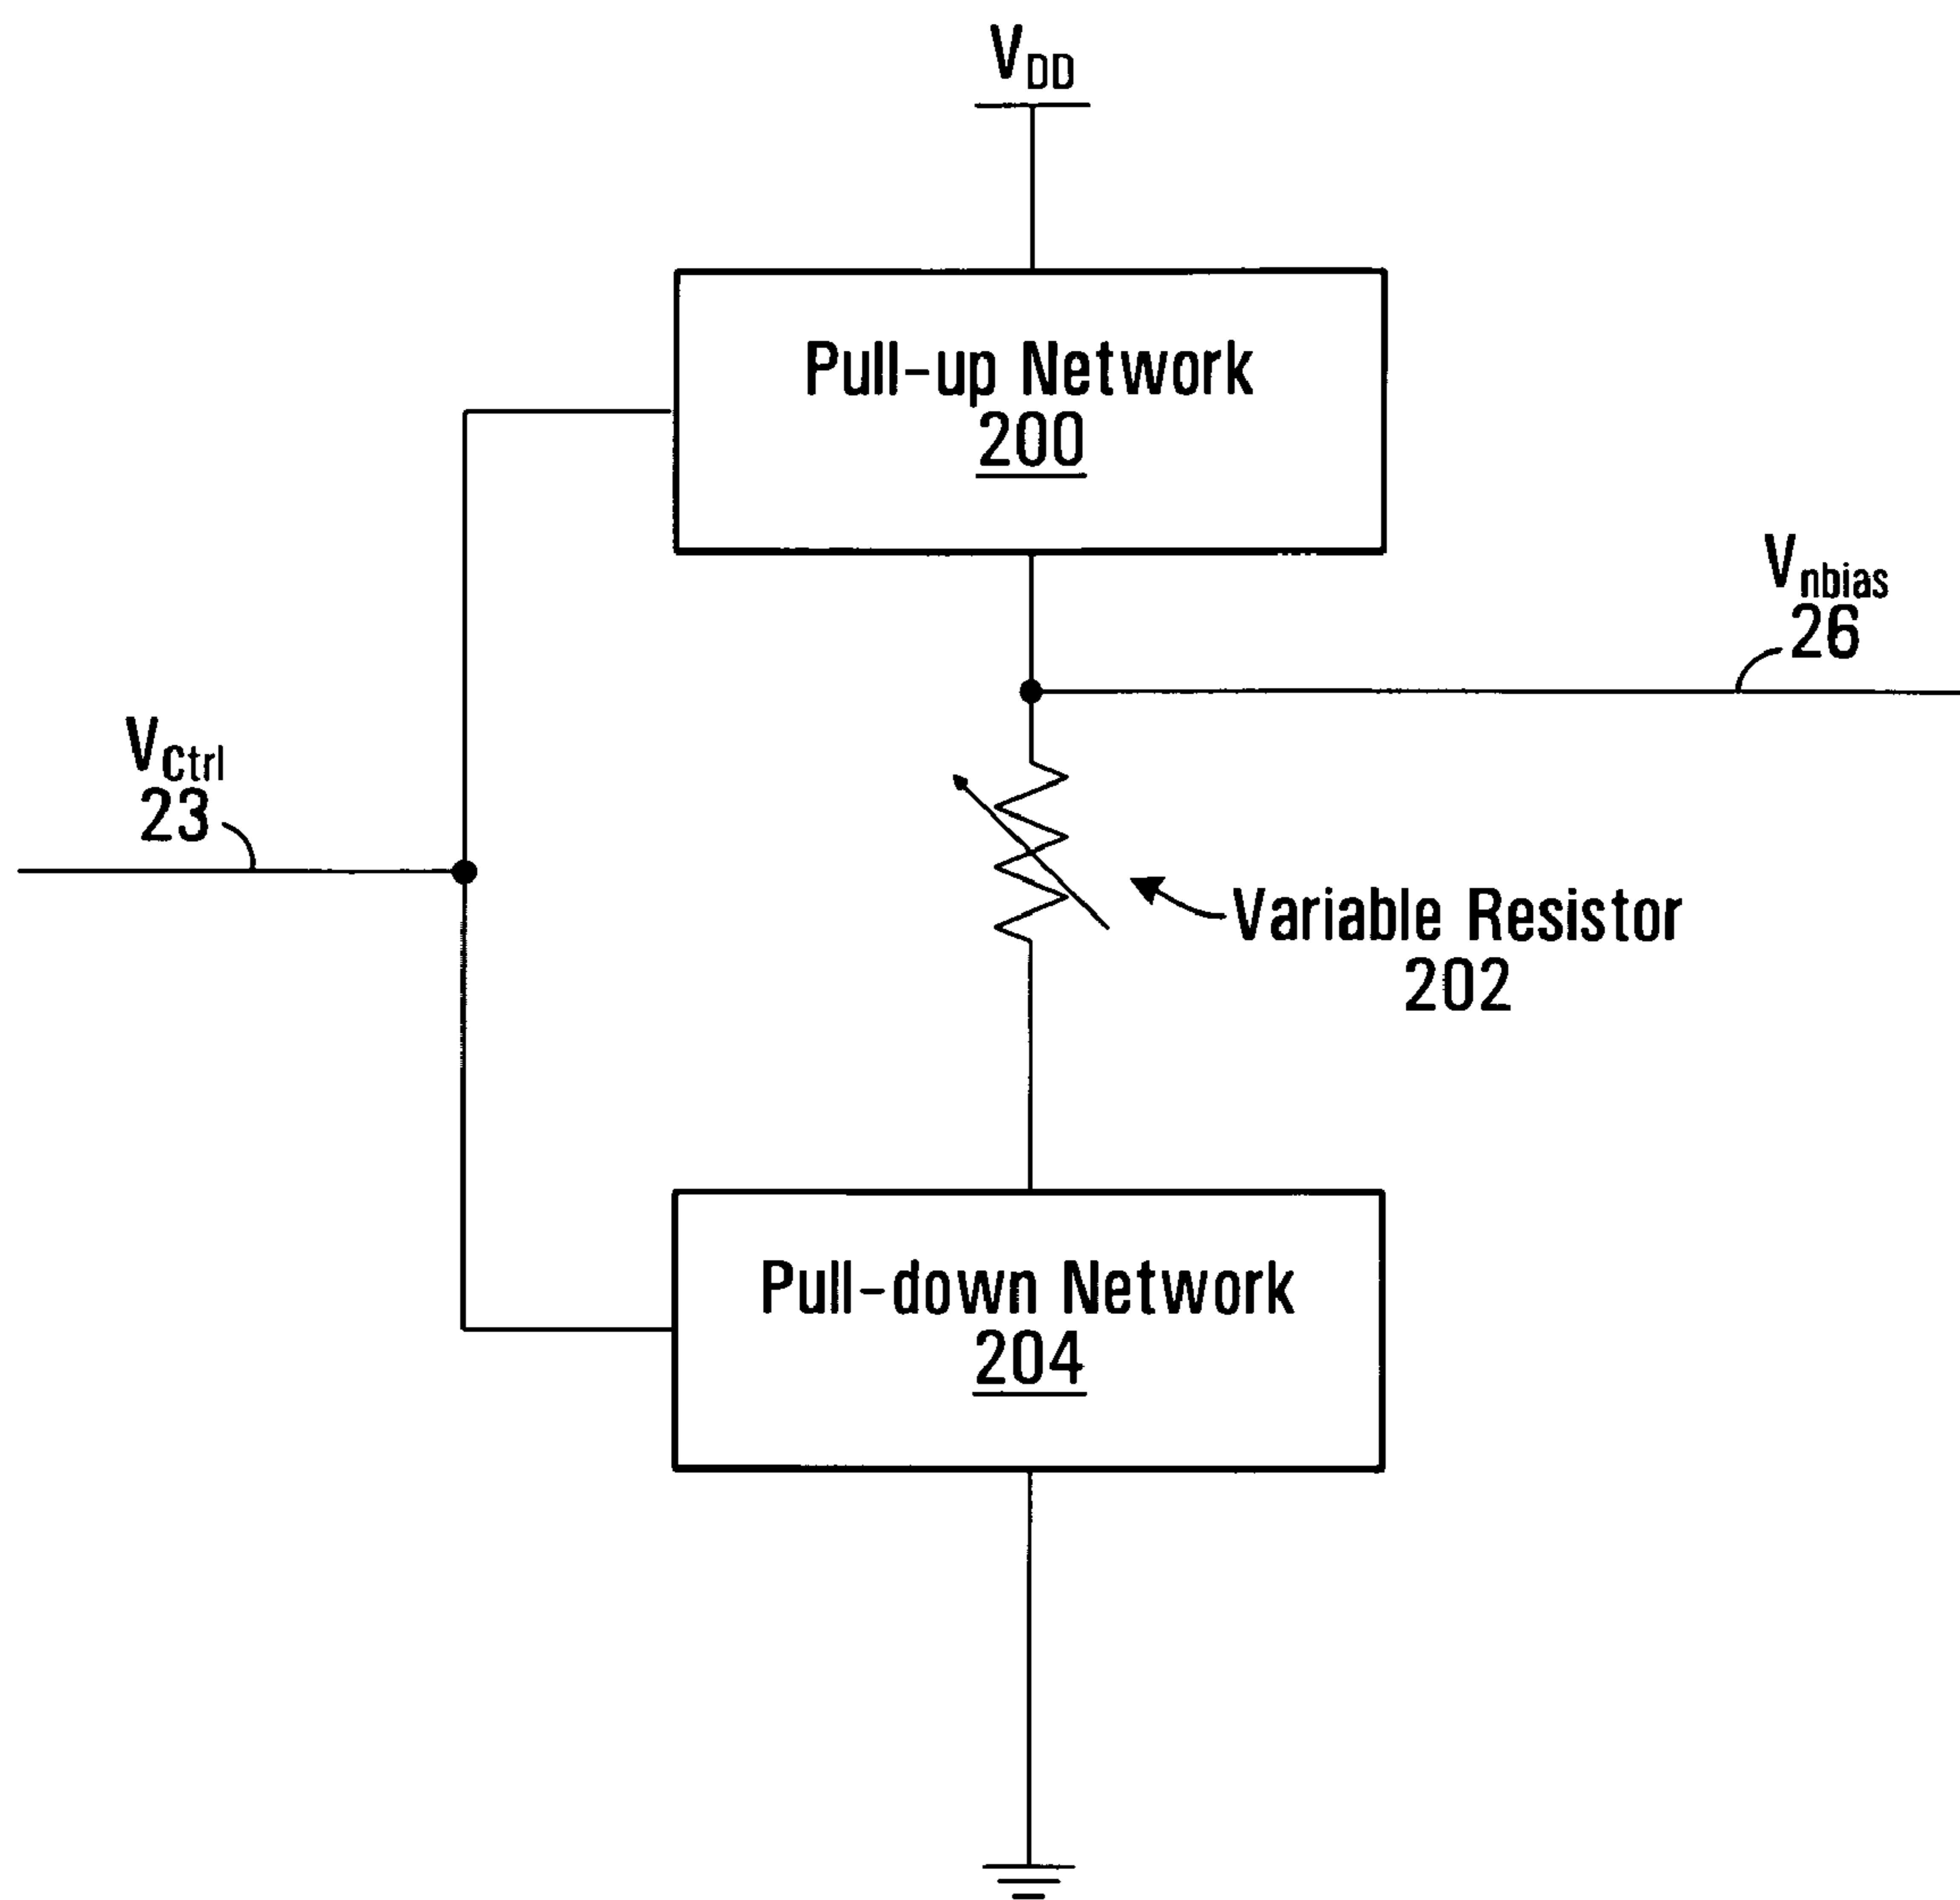 VDD
Pull-up Network
200
Vnbias
26
VCtrl
23
Variable Resistor
202
Pull-down Network
204